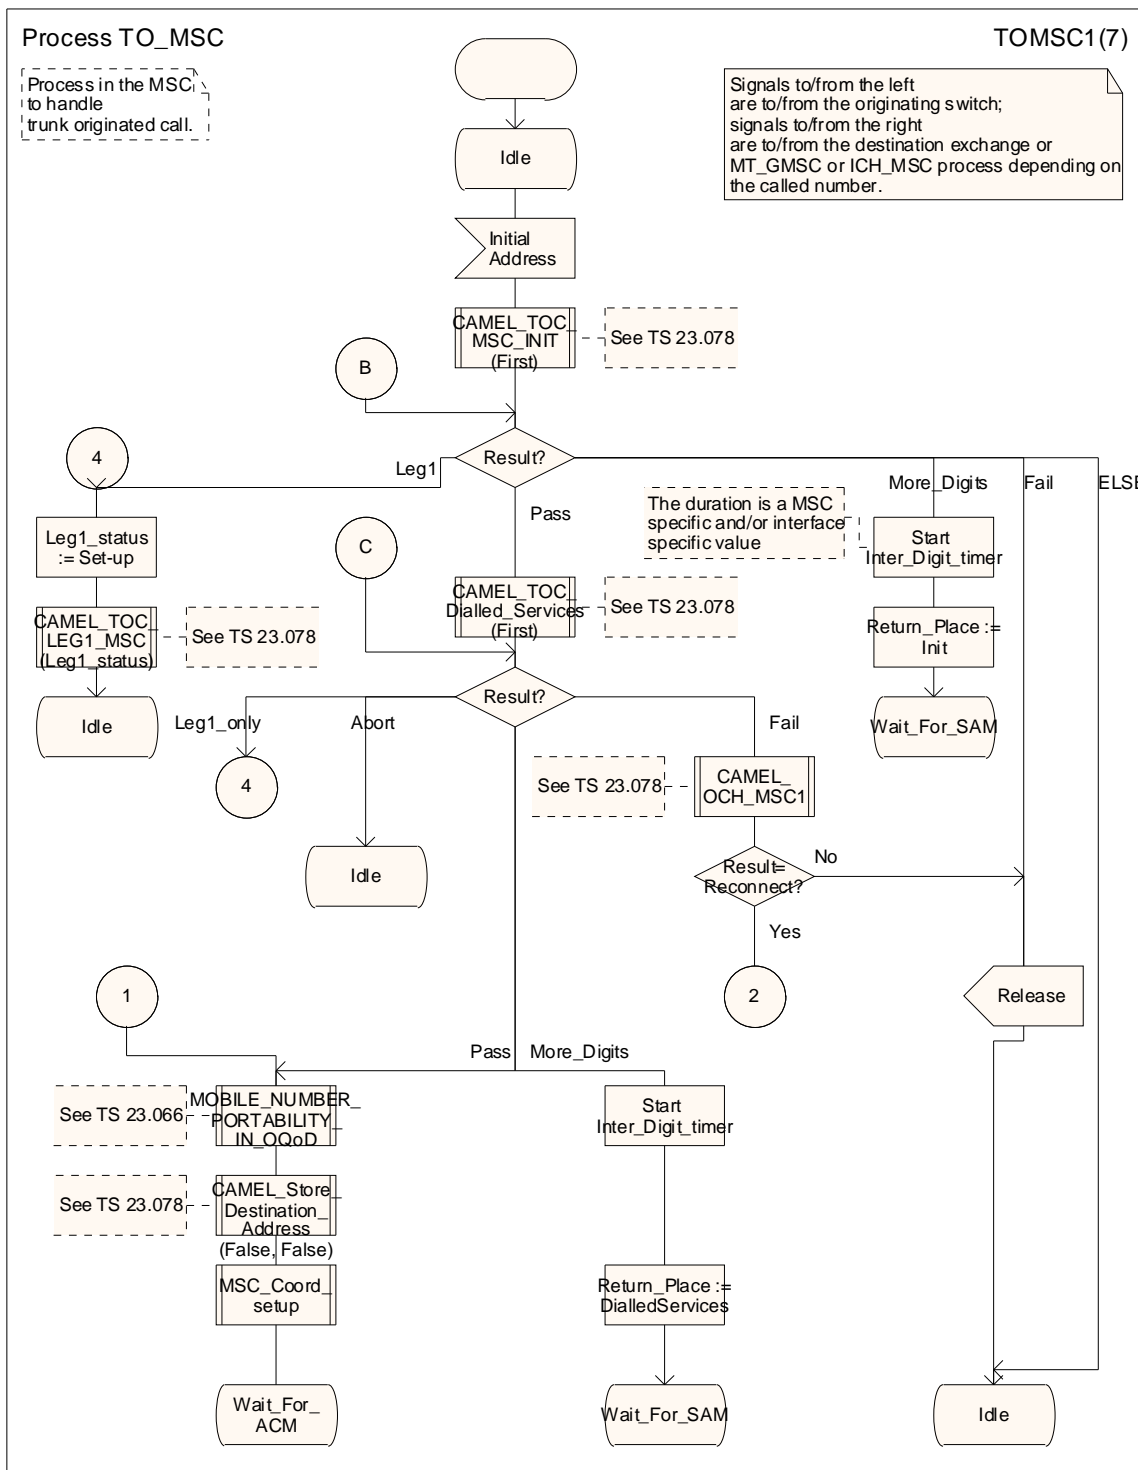 Process TO_MSC
TOMSC1(7)
Process in the MSC
to handle
trunk originated call.
Signals to/from the left
are to/from the originating switch;
signals to/from the right
are to/from the destination exchange or
MT_GMSC or ICH_MSC process depending on
the called number.
Idle
Initial
Address
CAMEL_TOC_
MSC_INIT
(First)
See TS 23.078
B
4
Result?
Leg1
More_Digits
Fail
ELSE
Pass
The duration is a MSC
specific and/or interface
specific value
Start
Inter_Digit_timer
Leg1_status
:= Set-up
C
CAMEL_TOC_
Dialled_Services
(First)
See TS 23.078
CAMEL_TOC_
LEG1_MSC
(Leg1_status)
See TS 23.078
Return_Place :=
Init
Result?
Idle
Leg1_only
Abort
Fail
Wait_For_SAM
4
See TS 23.078
CAMEL_
OCH_MSC1
Idle
Result=
Reconnect?
No
Yes
1
2
Release
Pass
More_Digits
See TS 23.066
MOBILE_NUMBER_
PORTABILITY_
IN_OQoD
Start
Inter_Digit_timer
See TS 23.078
CAMEL_Store_
Destination_
Address
(False, False)
MSC_Coord_
setup
Return_Place :=
DialledServices
Wait_For_
ACM
Wait_For_SAM
Idle